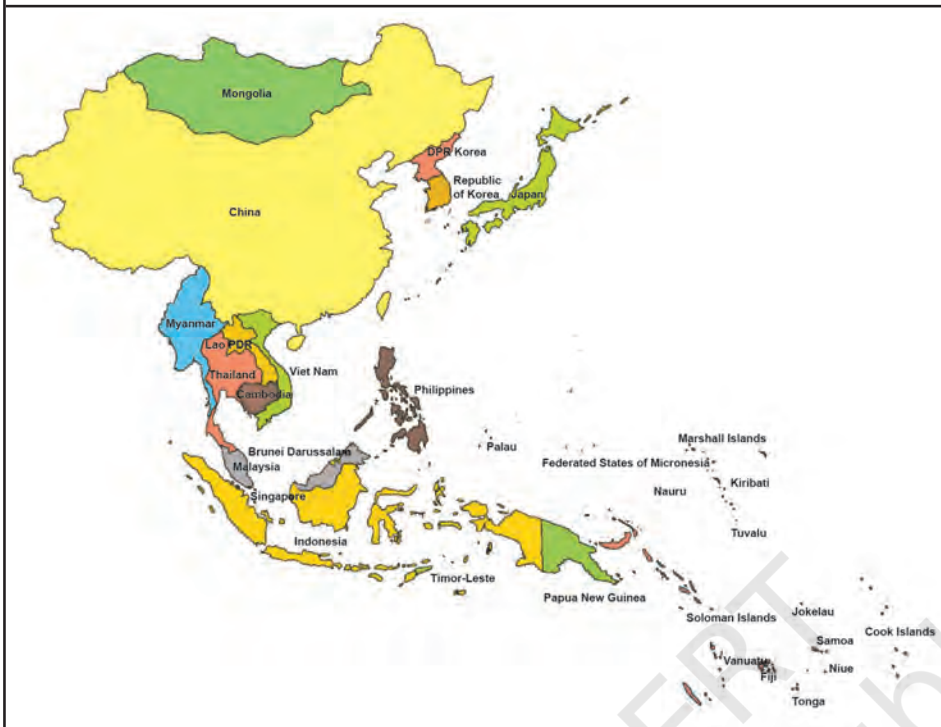 Mongolia
DPR Korea
Republic
of Korea
Japan
China
Myanmar
Lao PDR
Viet Nam
Thailand
Cambodia
Philippines
Palau
Marshall Islands
Federated States of Micronesia
Brunei Darussalam
Malaysia
Kiribati
Nauru
Singapore
Tuvalu
Indonesia
Timor-Leste
Papua New Guinea
Soloman Islands
Jokelau
Cook Islands
Samoa
Vanuatu
Fiji
Niue
Tonga